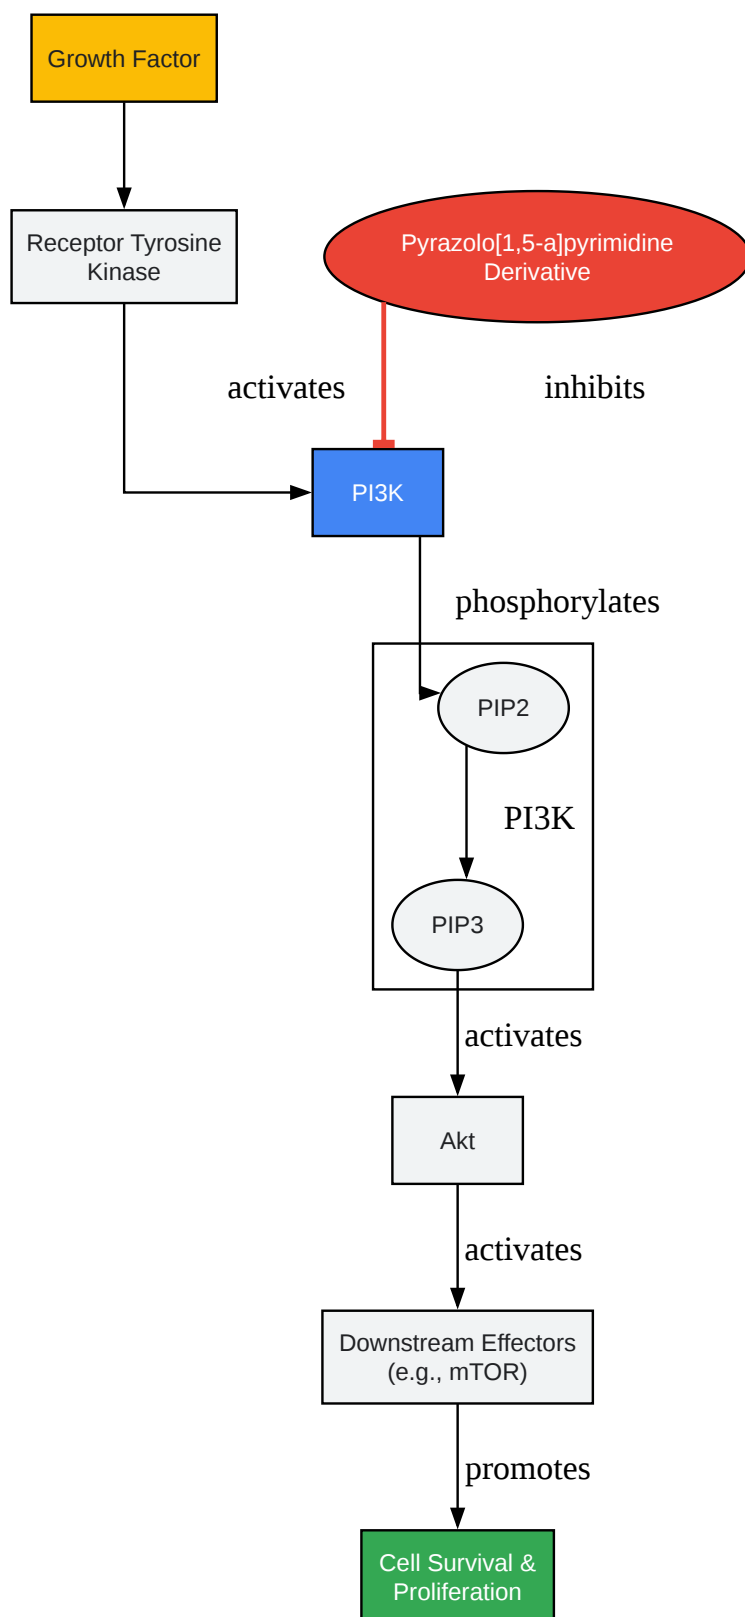 Growth Factor
Receptor Tyrosine
Kinase
Pyrazolo[1,5-a]pyrimidine
Derivative
activates
inhibits
PI3K
phosphorylates
PIP2
PI3K
PIP3
activates
Akt
activates
Downstream Effectors
(e.g., mTOR)
promotes
Cell Survival &
Proliferation